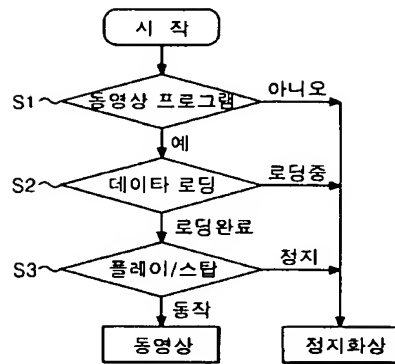 시 작
S1 동영상 프로그램 아니오
예
S2 데이타 로딩 로딩중
로딩완료
S3 플레이/스탑 정지
동작
동영상 정지화상